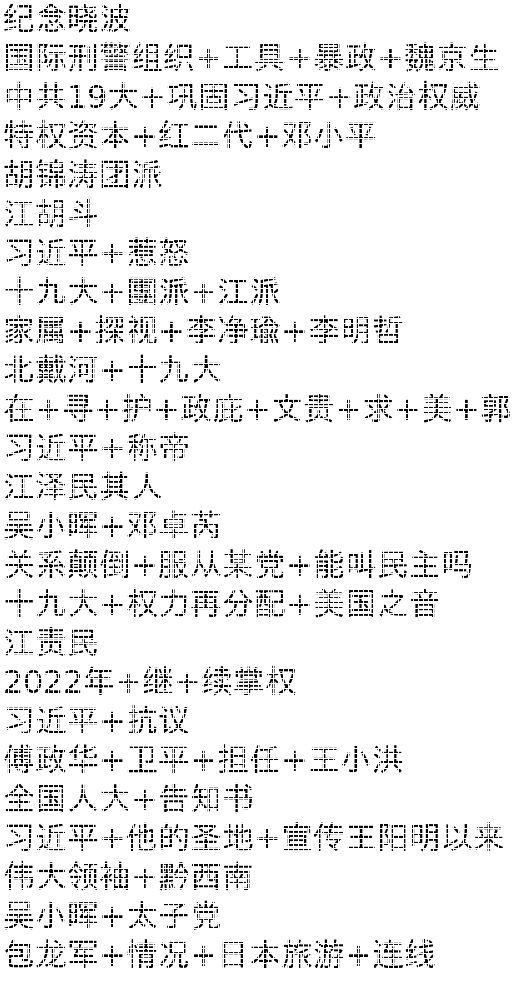 纪念晓波
国际刑警组织+工具+暴政+魏京生
中共19大+巩固习近平+政治权威
特权资本+红二代+邓小平
胡锦涛团派
江胡斗
习近平+惹怒
十九大+團派+江派
家属+探视+李净瑜+李明哲
北戴河+十九大
在+寻+护+政庇+文贵+求+美+郭
习近平+称帝
江泽民其人
吴小晖+邓卓芮
关系颠倒+服从某党+能叫民主吗
十九大+权力再分配+美国之音
江责民
2022年+继+续掌权
习近平+抗议
傅政华+卫平+担任+王小洪
全国人大+告知书
习近平+他的圣地+宣传王阳明以来
伟大领袖+黔西南
吴小晖+太子党
包龙军+情况+日本旅游+连线